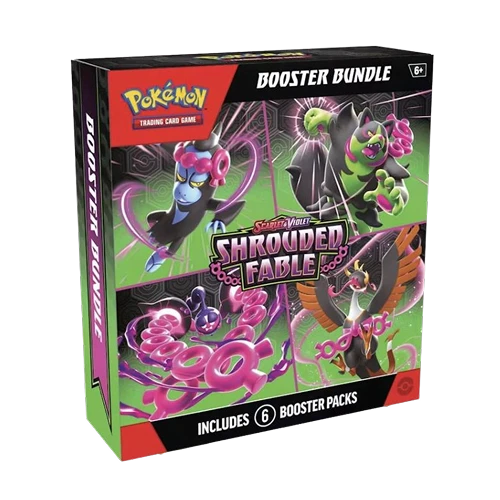 BOOSTER BUNDLE
6+
POKéMON
TRADING CARD GAME
BOOSTER BUNDLE
SCARLET & VIOLET
SHROUDED
FABLE
INCLUDES 6 BOOSTER PACKS